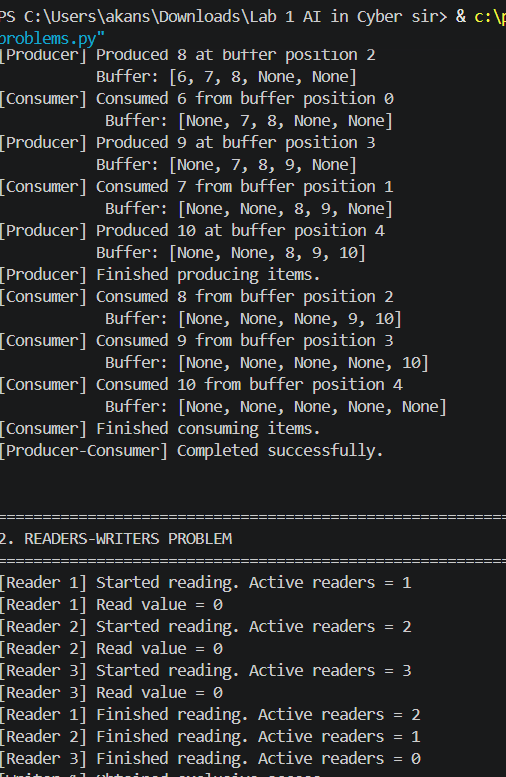 PS C:\Users\akans\Downloads\Lab 1 AI in Cyber sir> & c:\p
problems.py"
[Producer] Produced 8 at buffer position 2
Buffer: [6, 7, 8, None, None]
[Consumer] Consumed 6 from buffer position 0
Buffer: [None, 7, 8, None, None]
[Producer] Produced 9 at buffer position 3
Buffer: [None, 7, 8, 9, None]
[Consumer] Consumed 7 from buffer position 1
Buffer: [None, None, 8, 9, None]
[Producer] Produced 10 at buffer position 4
Buffer: [None, None, 8, 9, 10]
[Producer] Finished producing items.
[Consumer] Consumed 8 from buffer position 2
Buffer: [None, None, None, 9, 10]
[Consumer] Consumed 9 from buffer position 3
Buffer: [None, None, None, None, 10]
[Consumer] Consumed 10 from buffer position 4
Buffer: [None, None, None, None, None]
[Consumer] Finished consuming items.
[Producer-Consumer] Completed successfully.
============================================================
2. READERS-WRITERS PROBLEM
============================================================
[Reader 1] Started reading. Active readers = 1
[Reader 1] Read value = 0
[Reader 2] Started reading. Active readers = 2
[Reader 2] Read value = 0
[Reader 3] Started reading. Active readers = 3
[Reader 3] Read value = 0
[Reader 1] Finished reading. Active readers = 2
[Reader 2] Finished reading. Active readers = 1
[Reader 3] Finished reading. Active readers = 0